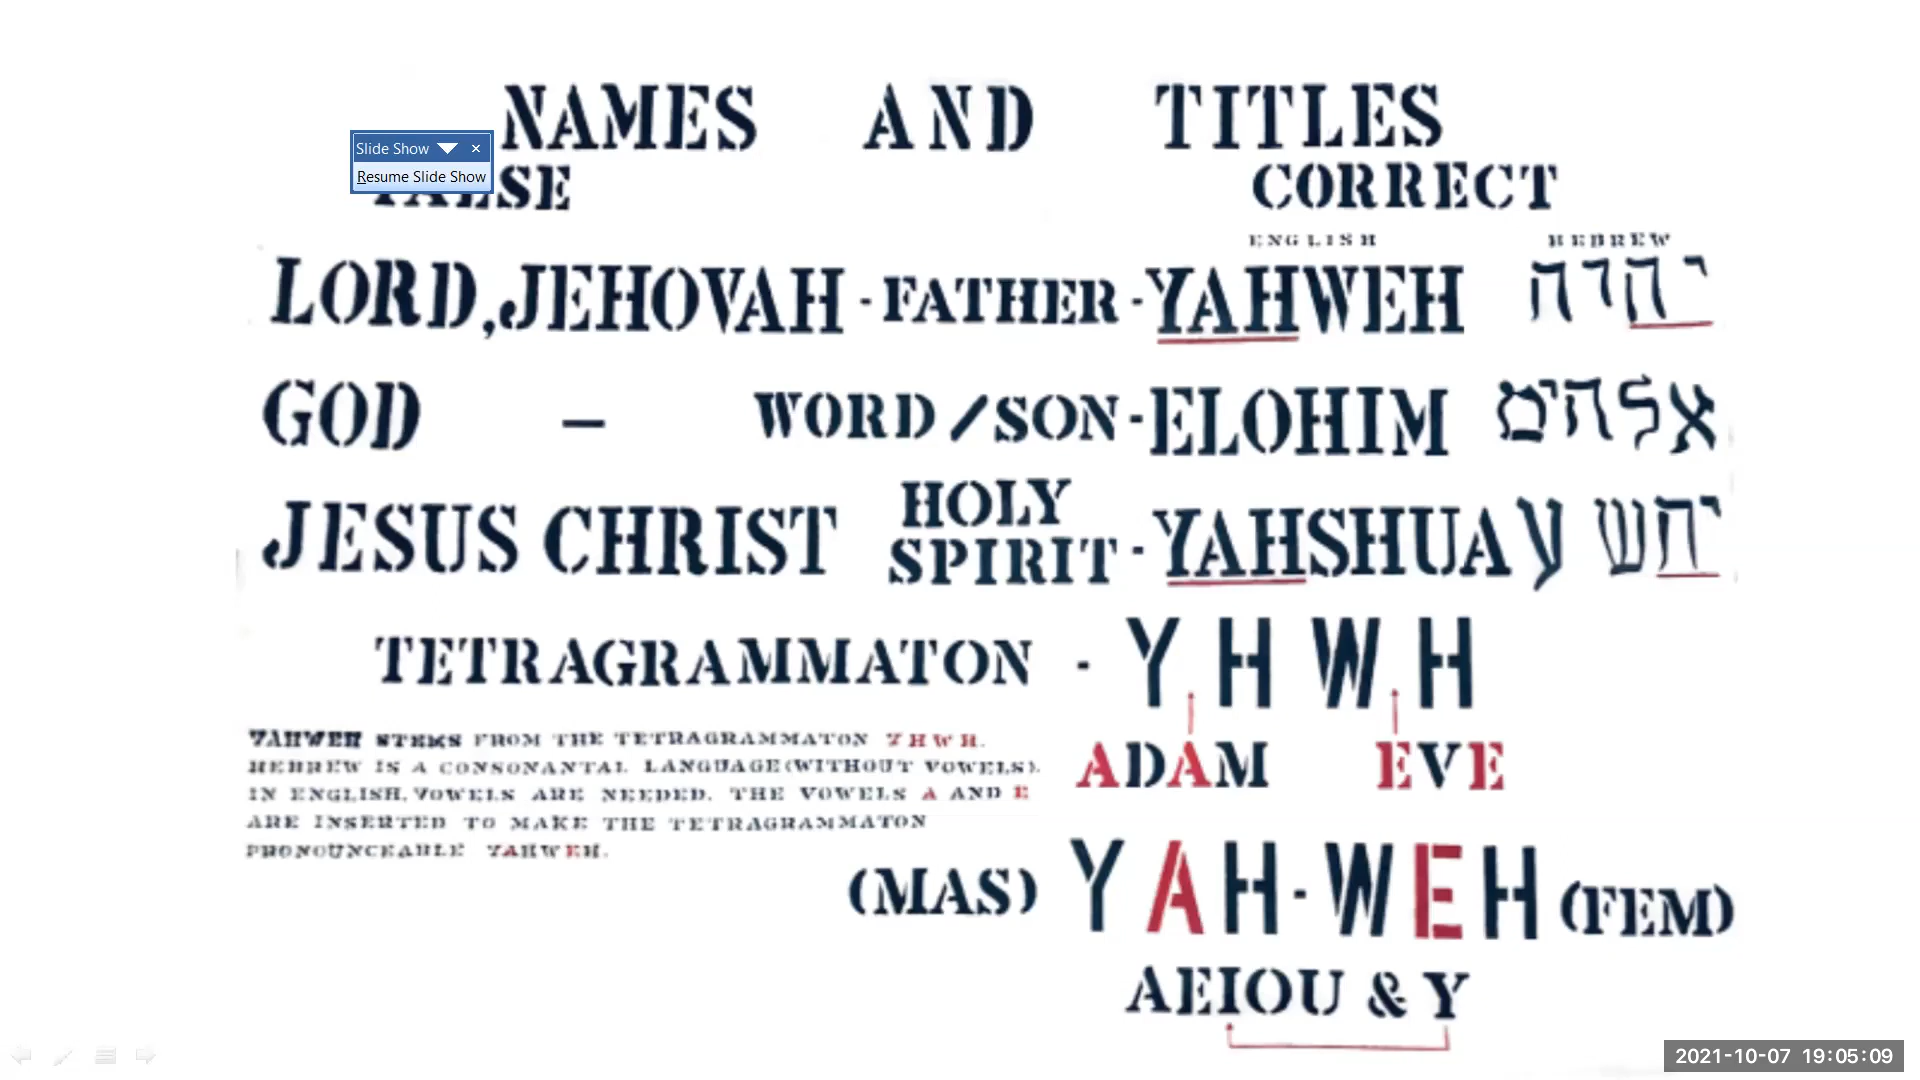 NAMES AND TITLES
Slide Show
Resume Slide Show
FALSE CORRECT
ENGLISH HEBREW
LORD, JEHOVAH - FATHER - YAHWEH יהוה
GOD — WORD/SON - ELOHIM אלהים
JESUS CHRIST HOLY SPIRIT - YAHSHUA יהשע
TETRAGRAMMATON - Y H W H
YAHWEH STEMS FROM THE TETRAGRAMMATON YHWH.
HEBREW IS A CONSONANTAL LANGUAGE (WITHOUT VOWELS).
IN ENGLISH, VOWELS ARE NEEDED. THE VOWELS A AND E
ARE INSERTED TO MAKE THE TETRAGRAMMATON
PRONOUNCEABLE YAHWEH.
ADAM EVE
(MAS) YAH-WEH (FEM)
AEIOU & Y
2021-10-07 19:05:09